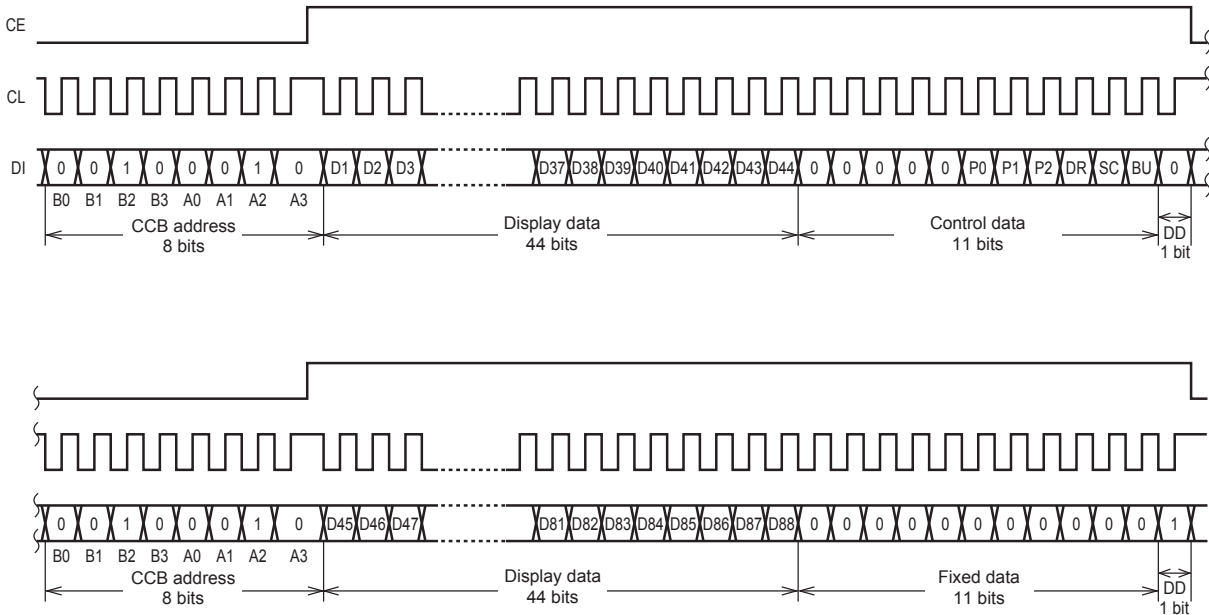 CE
CL
DI 0 0 1 0 0 0 1 0 D1 D2 D3 D37 D38 D39 D40 D41 D42 D43 D44 0 0 0 0 0 P0 P1 P2 DR SC BU 0
B0 B1 B2 B3 A0 A1 A2 A3
CCB address
8 bits
Display data
44 bits
Control data
11 bits
DD
1 bit
0 0 1 0 0 0 1 0 D45 D46 D47 D81 D82 D83 D84 D85 D86 D87 D88 0 0 0 0 0 0 0 0 0 0 0 1
B0 B1 B2 B3 A0 A1 A2 A3
CCB address
8 bits
Display data
44 bits
Fixed data
11 bits
DD
1 bit